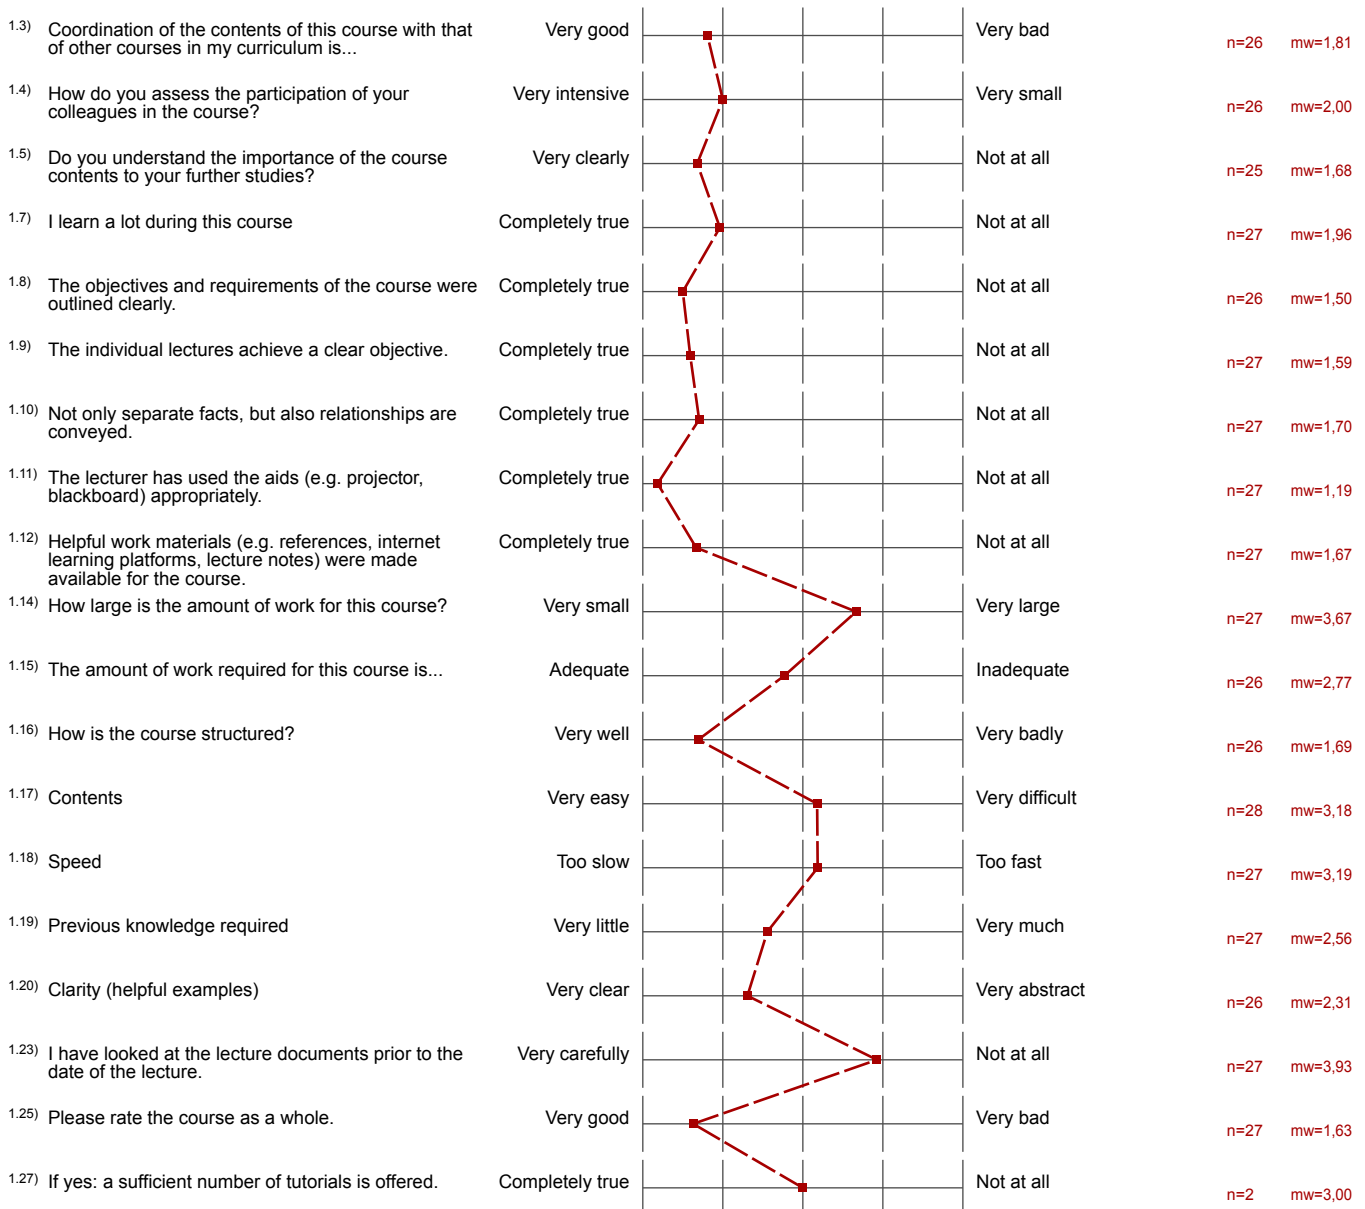 1.3) Coordination of the contents of this course with that of other courses in my curriculum is... Very good Very bad n=26 mw=1,81
1.4) How do you assess the participation of your colleagues in the course? Very intensive Very small n=26 mw=2,00
1.5) Do you understand the importance of the course contents to your further studies? Very clearly Not at all n=25 mw=1,68
1.7) I learn a lot during this course Completely true Not at all n=27 mw=1,96
1.8) The objectives and requirements of the course were outlined clearly. Completely true Not at all n=26 mw=1,50
1.9) The individual lectures achieve a clear objective. Completely true Not at all n=27 mw=1,59
1.10) Not only separate facts, but also relationships are conveyed. Completely true Not at all n=27 mw=1,70
1.11) The lecturer has used the aids (e.g. projector, blackboard) appropriately. Completely true Not at all n=27 mw=1,19
1.12) Helpful work materials (e.g. references, internet learning platforms, lecture notes) were made available for the course. Completely true Not at all n=27 mw=1,67
1.14) How large is the amount of work for this course? Very small Very large n=27 mw=3,67
1.15) The amount of work required for this course is... Adequate Inadequate n=26 mw=2,77
1.16) How is the course structured? Very well Very badly n=26 mw=1,69
1.17) Contents Very easy Very difficult n=28 mw=3,18
1.18) Speed Too slow Too fast n=27 mw=3,19
1.19) Previous knowledge required Very little Very much n=27 mw=2,56
1.20) Clarity (helpful examples) Very clear Very abstract n=26 mw=2,31
1.23) I have looked at the lecture documents prior to the date of the lecture. Very carefully Not at all n=27 mw=3,93
1.25) Please rate the course as a whole. Very good Very bad n=27 mw=1,63
1.27) If yes: a sufficient number of tutorials is offered. Completely true Not at all n=2 mw=3,00